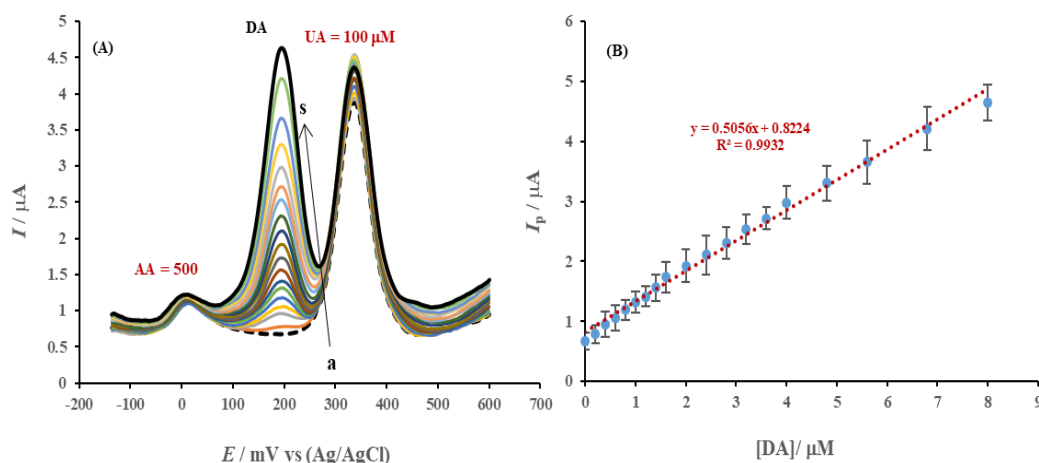 (A)
DA
UA = 100 μM
s
AA = 500
a
I / μA
5
4.5
4
3.5
3
2.5
2
1.5
1
0.5
0
-200 -100 0 100 200 300 400 500 600 700
E / mV vs (Ag/AgCl)
(B)
y = 0.5056x + 0.8224
R² = 0.9932
Ip / μA
6
5
4
3
2
1
0
0 1 2 3 4 5 6 7 8 9
[DA]/ μM